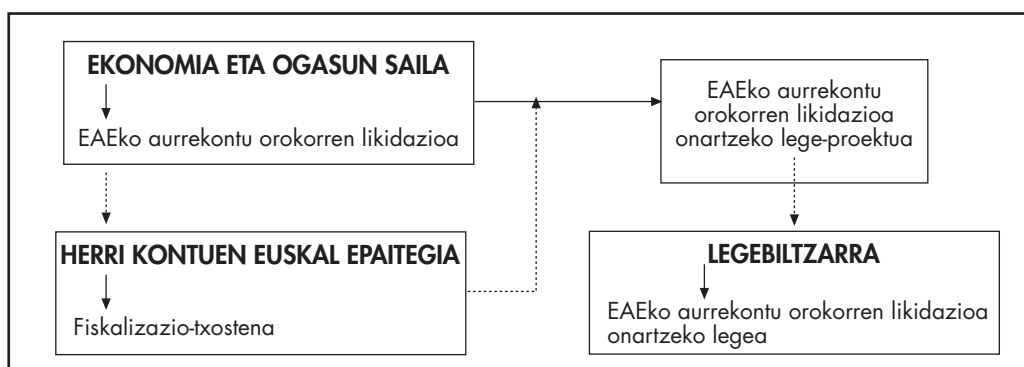 EKONOMIA ETA OGASUN SAILA
EAEko aurrekontu orokorren likidazioa
HERRI KONTUEN EUSKAL EPAITEGIA
Fiskalizazio-txostena
EAEko aurrekontu
orokorren likidazioa
onartzeko lege-proiektua
LEGEBILTZARRA
EAEko aurrekontu orokorren likidazioa
onartzeko legea